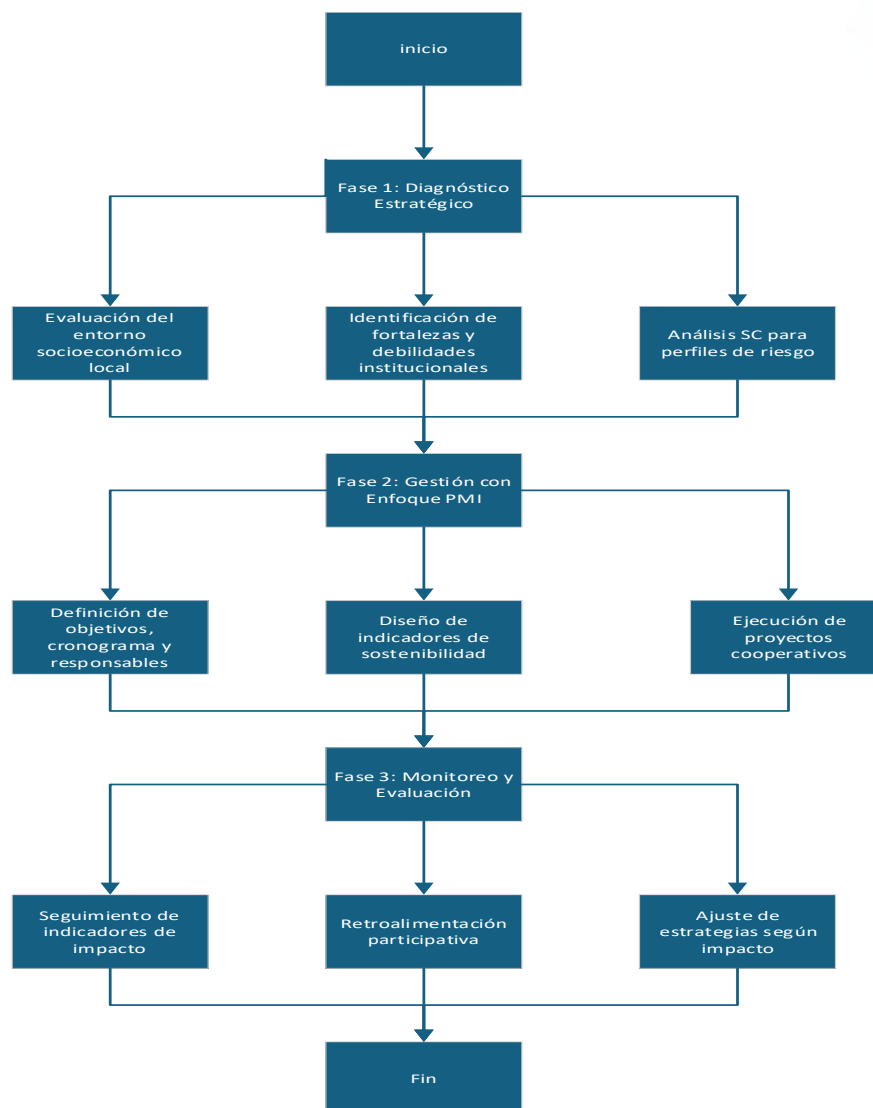 inicio
Fase 1: Diagnóstico
Estratégico
Evaluación del
entorno
socioeconómico
local
Identificación de
fortalezas y
debilidades
institucionales
Análisis SC para
perfiles de riesgo
Fase 2: Gestión con
Enfoque PMI
Definición de
objetivos,
cronograma y
responsables
Diseño de
indicadores de
sostenibilidad
Ejecución de
proyectos
cooperativos
Fase 3: Monitoreo y
Evaluación
Seguimiento de
indicadores de
impacto
Retroalimentación
participativa
Ajuste de
estrategias según
impacto
Fin